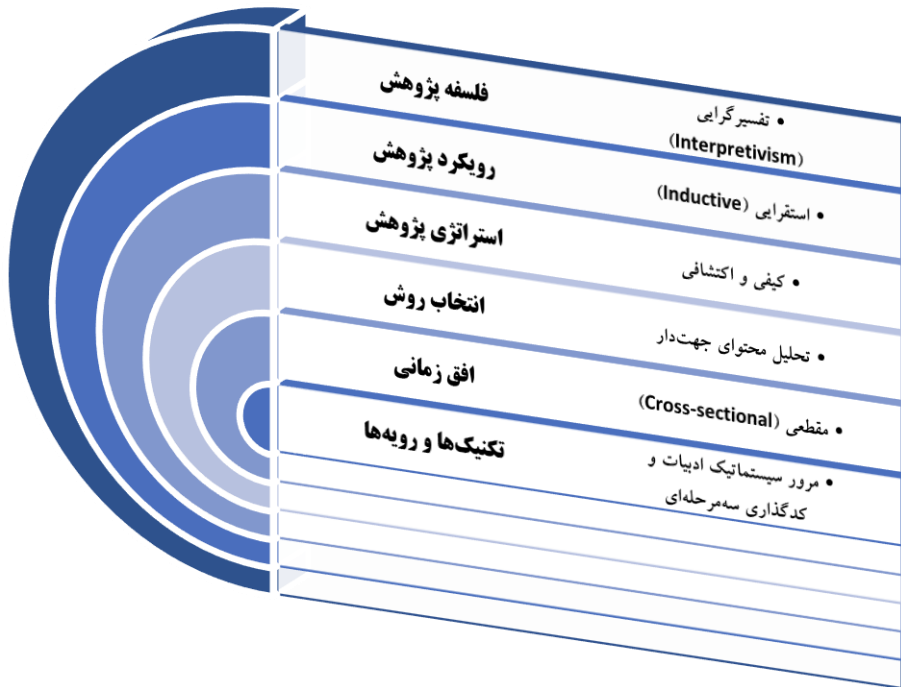 فلسفه پژوهش
• تفسیرگرایی
(Interpretivism)
رویکرد پژوهش
• استقرایی (Inductive)
استراتژی پژوهش
• کیفی و اکتشافی
انتخاب روش
• تحلیل محتوای جهت‌دار
افق زمانی
• مقطعی (Cross-sectional)
تکنیک‌ها و رویه‌ها
• مرور سیستماتیک ادبیات و
کدگذاری سه‌مرحله‌ای